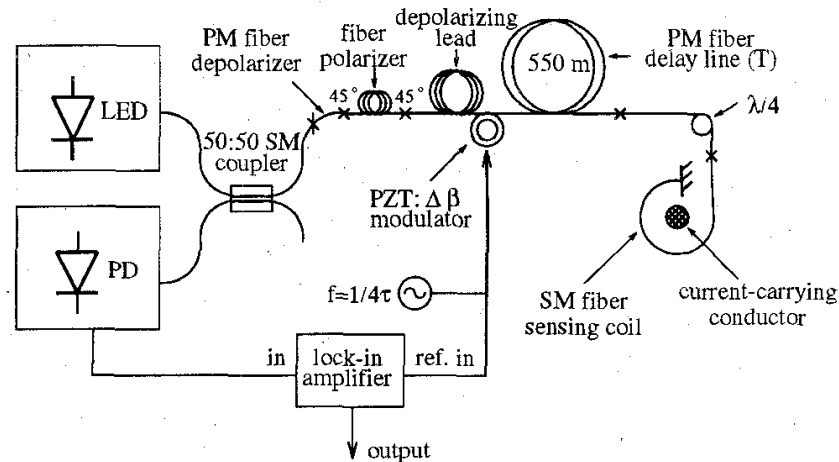 LED
PD
PM fiber
depolarizer
fiber
polarizer
depolarizing
lead
45°
45°
550 m
PM fiber
delay line (T)
λ/4
50:50 SM
coupler
PZT: Δ β
modulator
f=1/4τ
SM fiber
sensing coil
current-carrying
conductor
in
lock-in
amplifier
ref. in
output